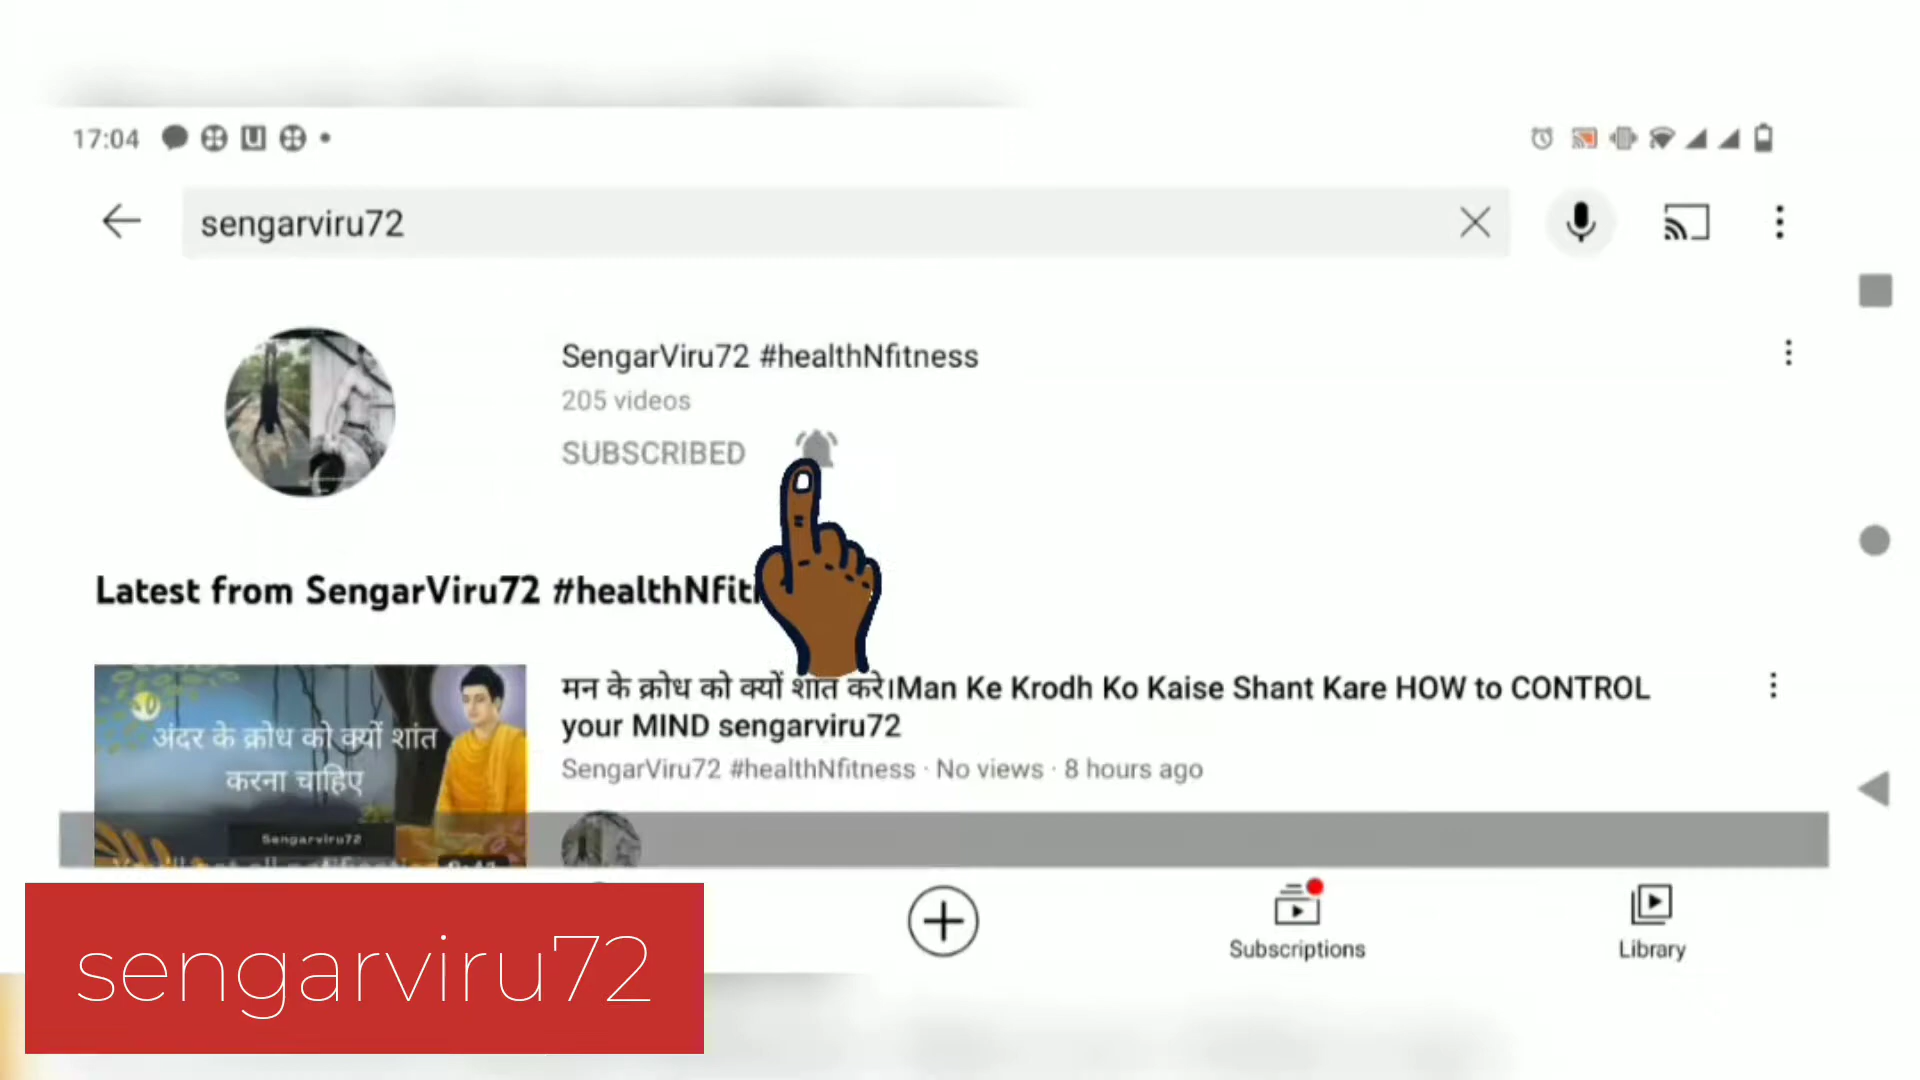 17:04
sengarviru72
SengarViru72 #healthNfitness
205 videos
SUBSCRIBED
Latest from SengarViru72 #healthNfit
मन के क्रोध को क्यों शांत करे।Man Ke Krodh Ko Kaise Shant Kare HOW to CONTROL
your MIND sengarviru72
SengarViru72 #healthNfitness · No views · 8 hours ago
अंदर के क्रोध को क्यों शांत
करना चाहिए
Sengarviru72
Subscriptions
Library
sengarviru72